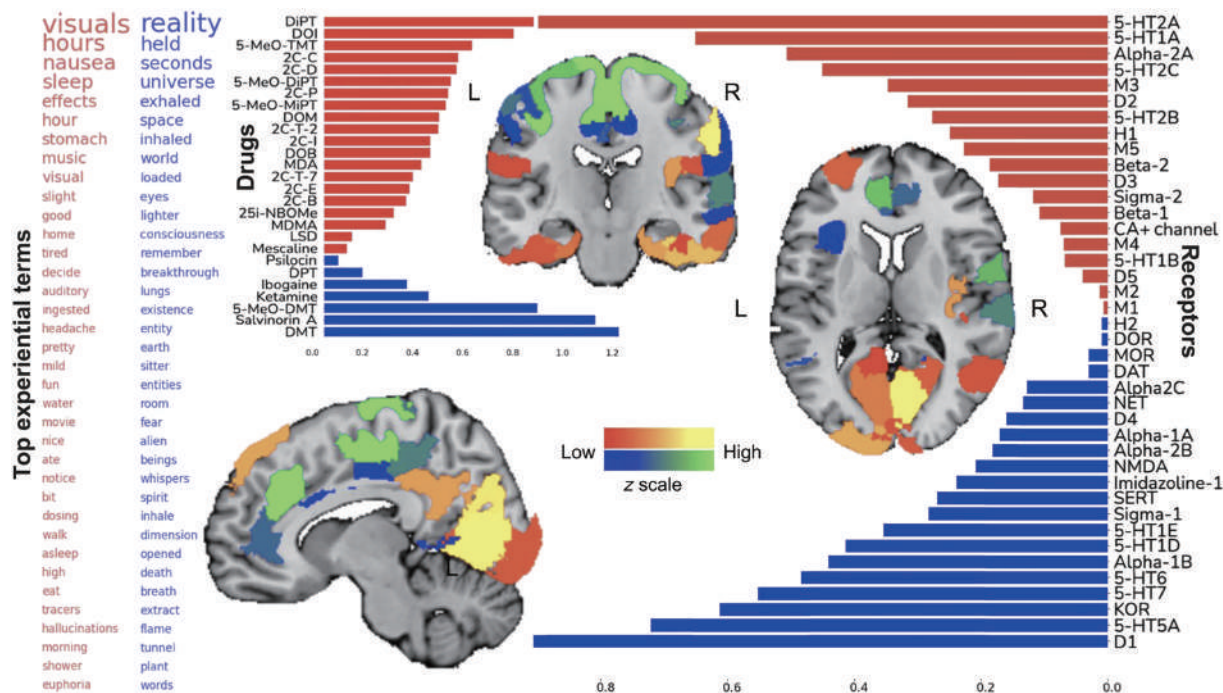 Top experiential terms
visuals reality
hours held
nausea seconds
sleep universe
effects exhaled
hour space
stomach inhaled
music world
visual loaded
slight eyes
good lighter
home consciousness
tired remember
decide breakthrough
auditory lungs
ingested existence
headache entity
pretty earth
mild sitter
fun entities
water room
movie fear
nice alien
ate beings
notice whispers
bit spirit
dosing inhale
walk dimension
asleep opened
high death
eat breath
tracers extract
hallucinations flame
morning tunnel
shower plant
euphoria words
Drugs
DiPT
DOI
5-MeO-TMT
2C-C
2C-D
5-MeO-DiPT
2C-P
5-MeO-MiPT
DOM
2C-T-2
2C-I
DOB
MDA
2C-T-7
2C-E
2C-B
25i-NBOMe
MDMA
LSD
Mescaline
Psilocin
DPT
Ibogaine
Ketamine
5-MeO-DMT
Salvinorin A
DMT
0.0 0.2 0.4 0.6 0.8 1.0 1.2
L R
L R
L
Low High
z scale
Receptors
5-HT2A
5-HT1A
Alpha-2A
5-HT2C
M3
D2
5-HT2B
H1
M5
Beta-2
D3
Sigma-2
Beta-1
CA+ channel
M4
5-HT1B
D5
M2
M1
H2
DOR
MOR
DAT
Alpha2C
NET
D4
Alpha-1A
Alpha-2B
NMDA
Imidazoline-1
SERT
Sigma-1
5-HT1E
5-HT1D
Alpha-1B
5-HT6
5-HT7
KOR
5-HT5A
D1
0.8 0.6 0.4 0.2 0.0